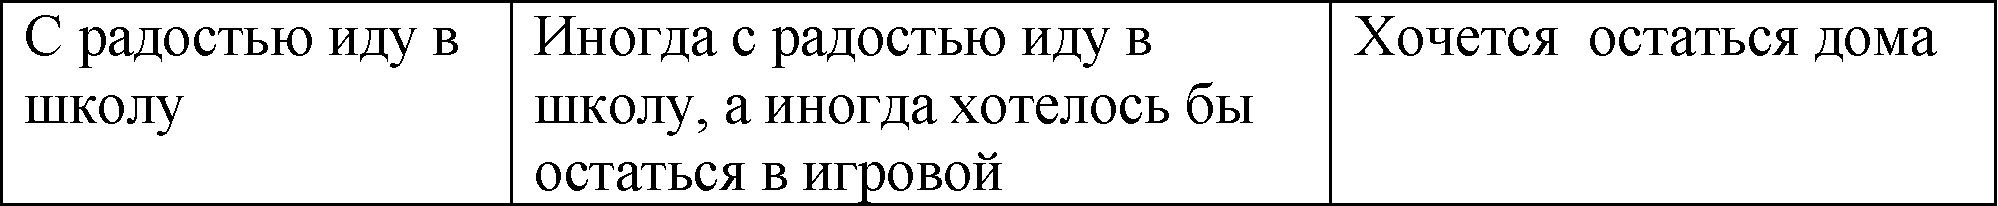 С радостью иду в
школу
Иногда с радостью иду в
школу, а иногда хотелось бы
остаться в игровой
Хочется  остаться дома